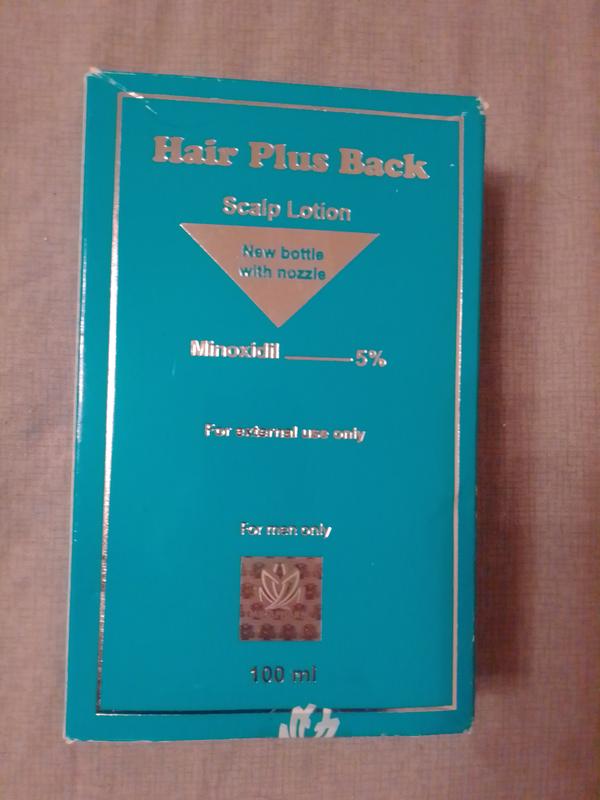 Hair Plus Back
Scalp Lotion
New bottle
with nozzle
Minoxidil ———— 5%
For external use only
For men only
100 ml